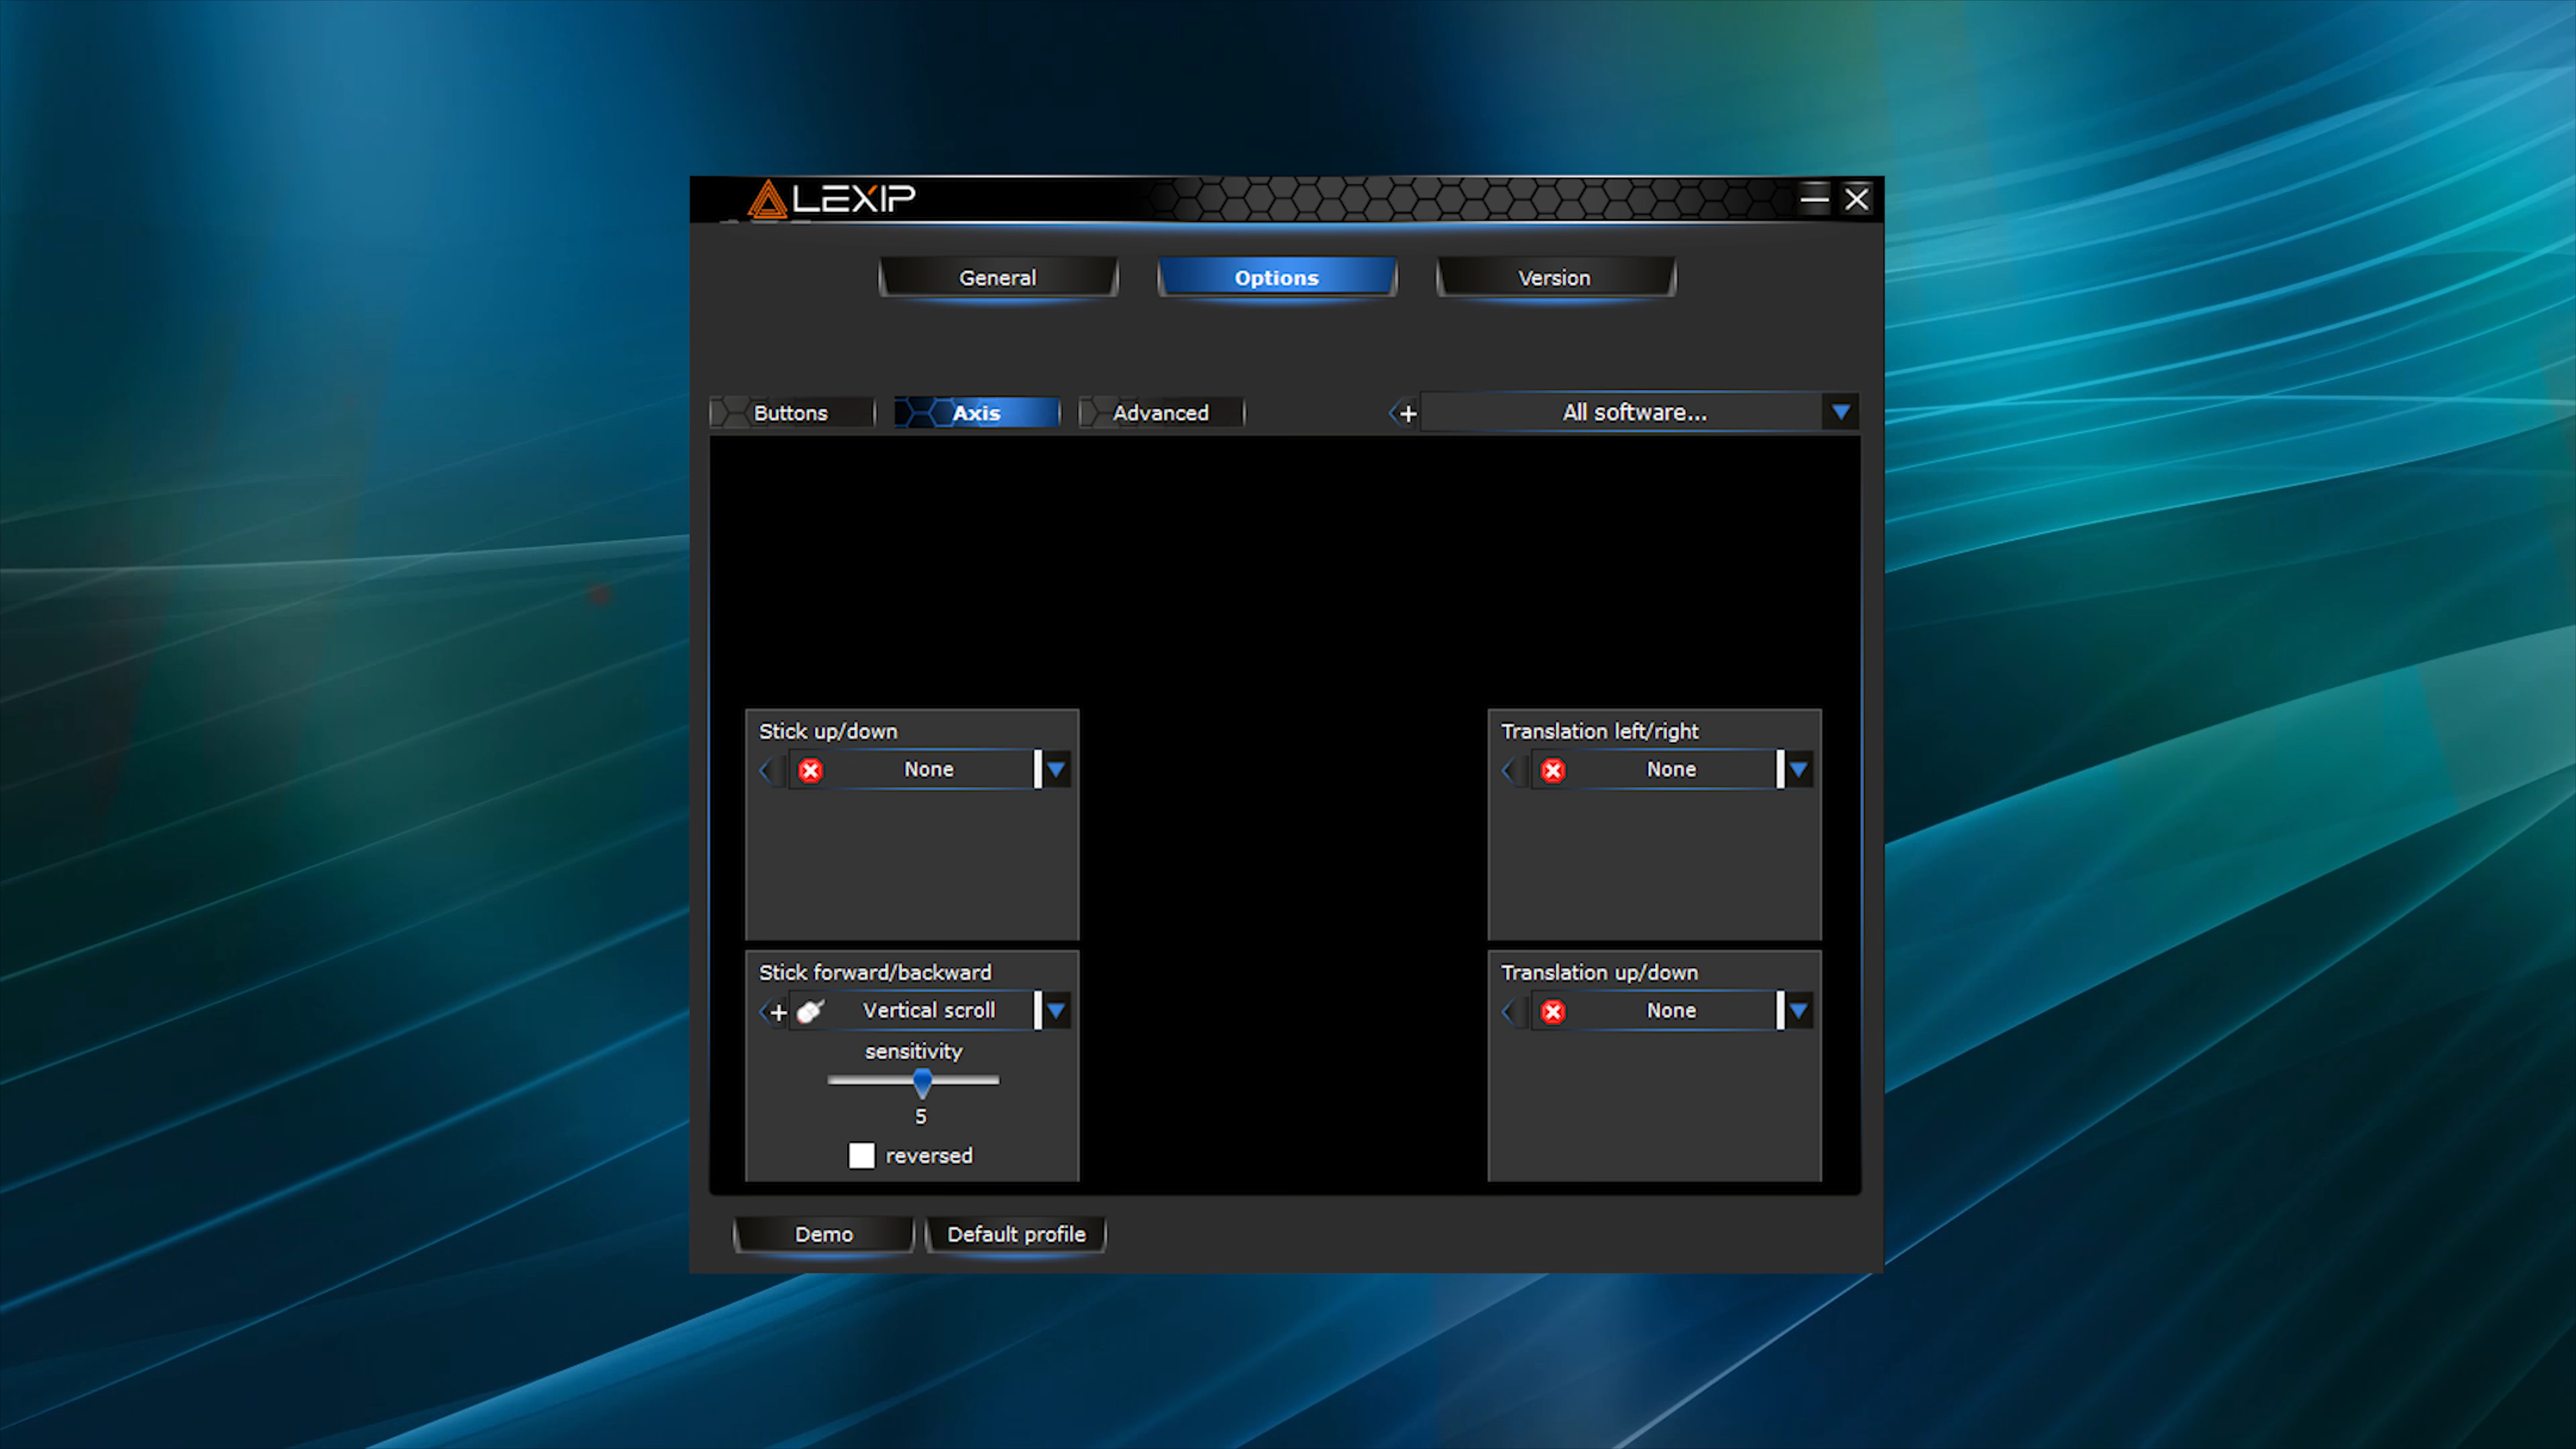 LEXIP
General
Options
Version
Buttons
Axis
Advanced
All software...
Stick up/down
None
Translation left/right
None
Stick forward/backward
Vertical scroll
sensitivity
5
reversed
Translation up/down
None
Demo
Default profile